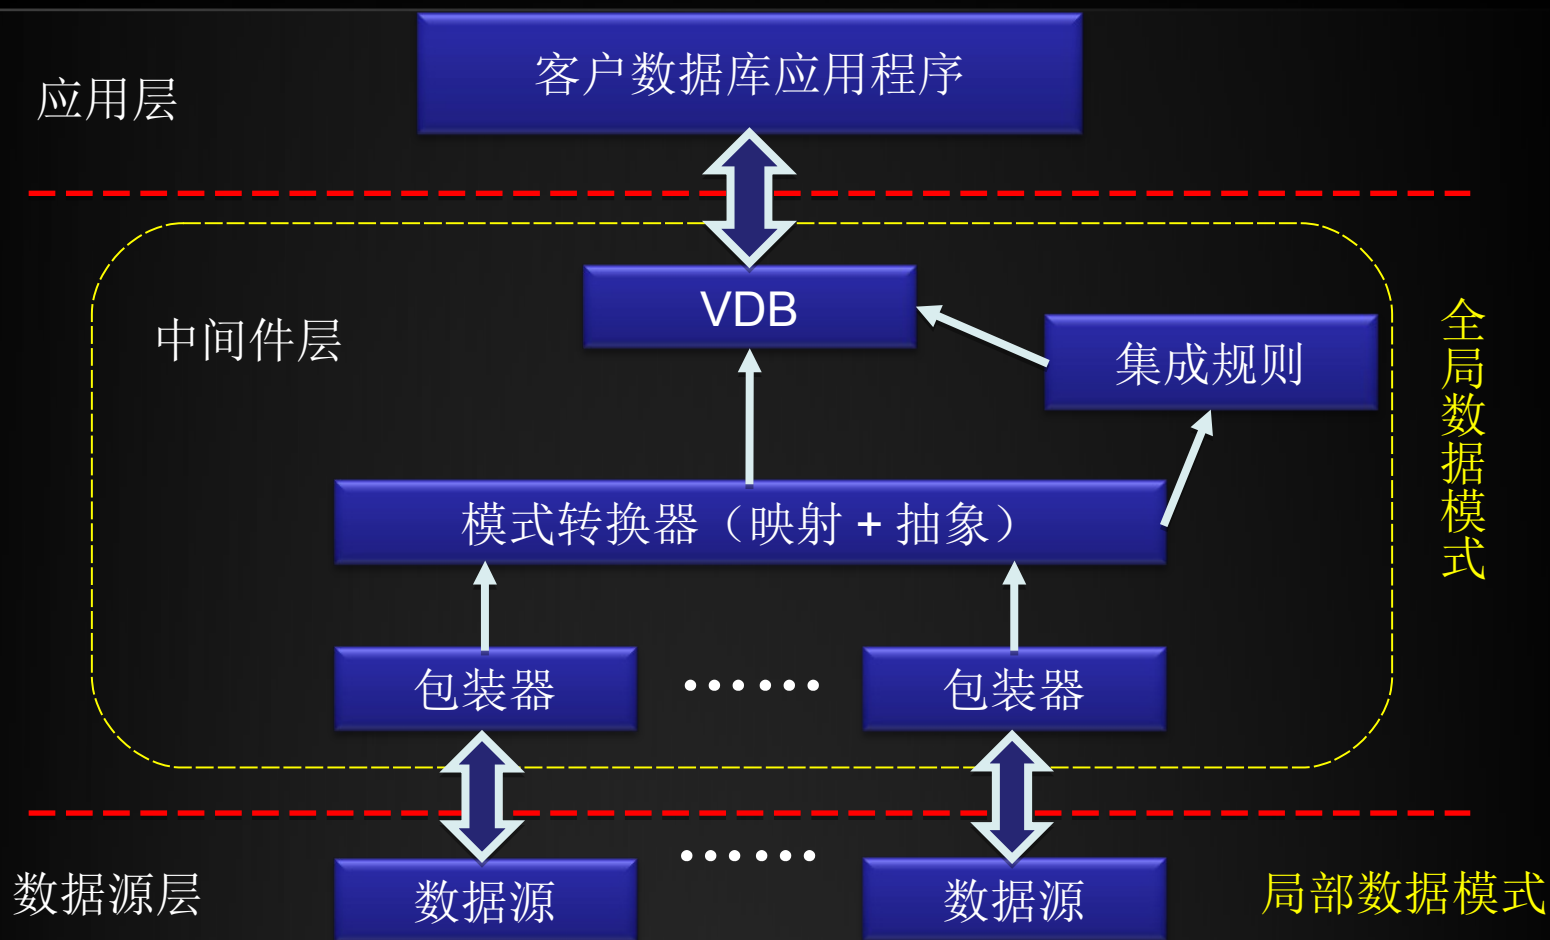 客户数据库应用程序
应用层
VDB
中间件层
集成规则
全局数据模式
模式转换器（映射 + 抽象）
包装器
······
包装器
······
数据源层
数据源
数据源
局部数据模式